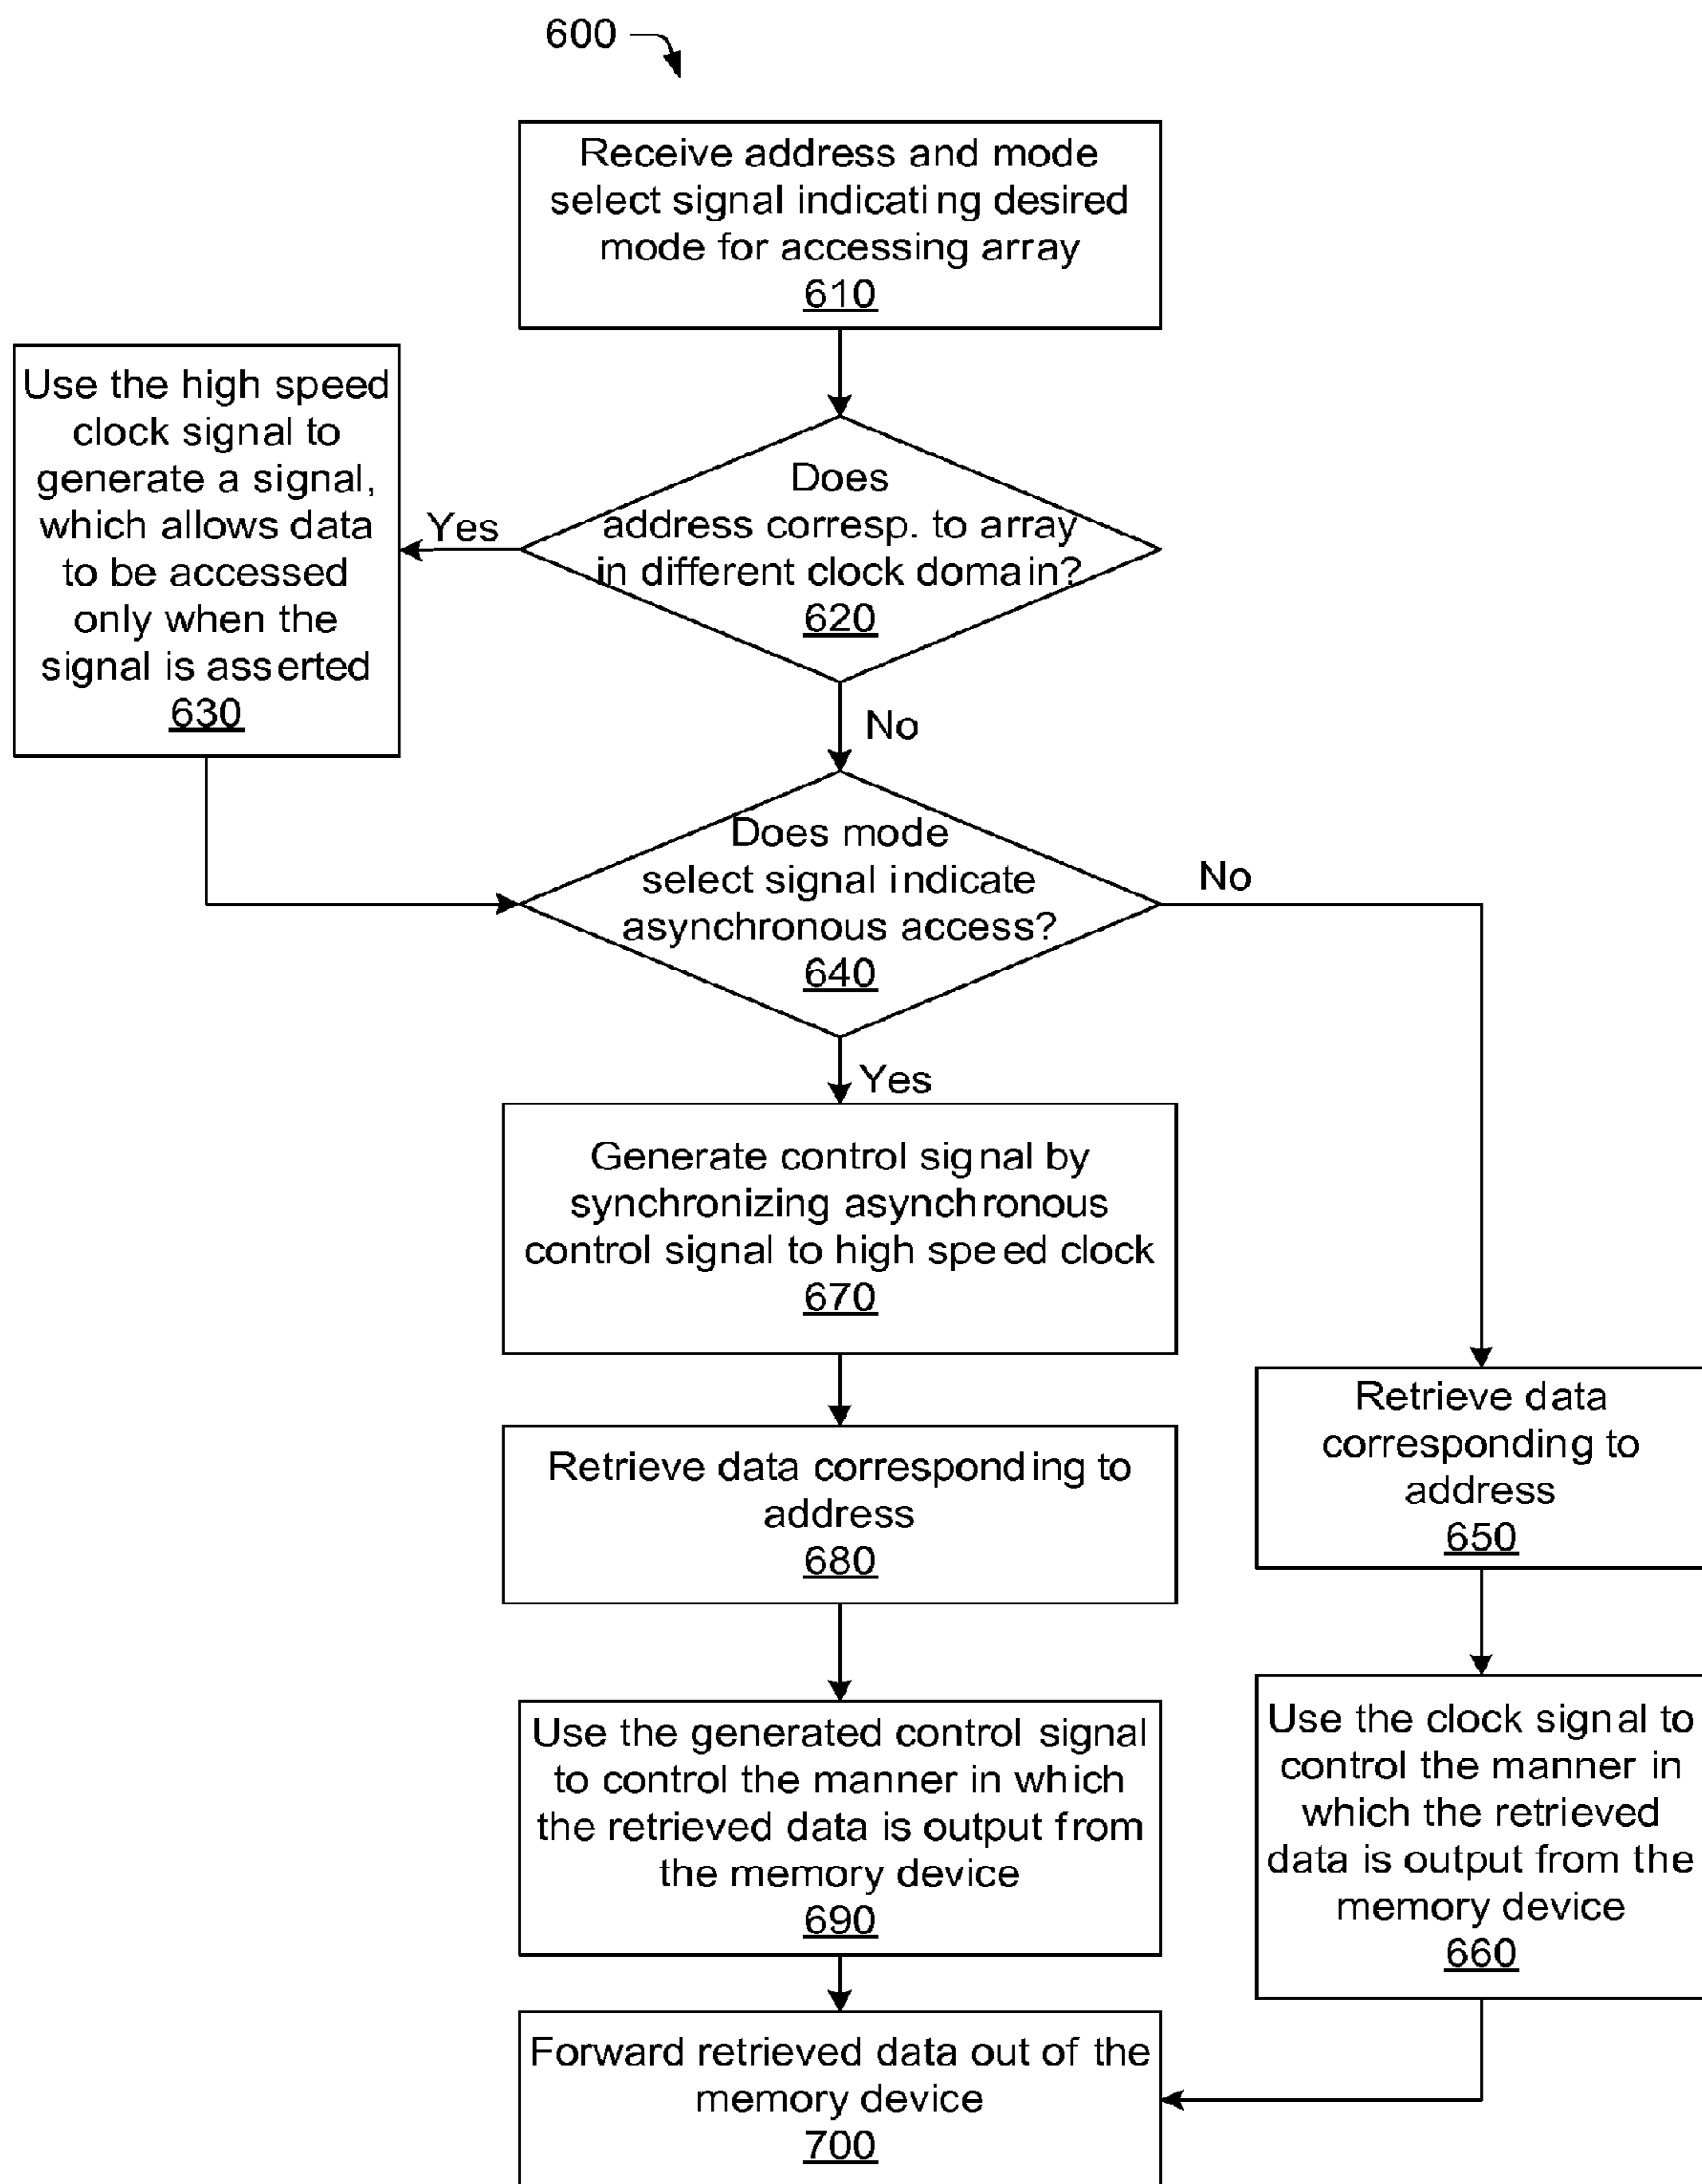 600
Receive address and mode
select signal indicating desired
mode for accessing array
610
Use the high speed
clock signal to
generate a signal,
which allows data
to be accessed
only when the
signal is asserted
630
Yes
Does
address corresp. to array
in different clock domain?
620
No
Does mode
select signal indicate
asynchronous access?
640
No
Yes
Generate control signal by
synchronizing asynchronous
control signal to high speed clock
670
Retrieve data corresponding to
address
680
Retrieve data
corresponding to
address
650
Use the generated control signal
to control the manner in which
the retrieved data is output from
the memory device
690
Use the clock signal to
control the manner in
which the retrieved
data is output from the
memory device
660
Forward retrieved data out of the
memory device
700